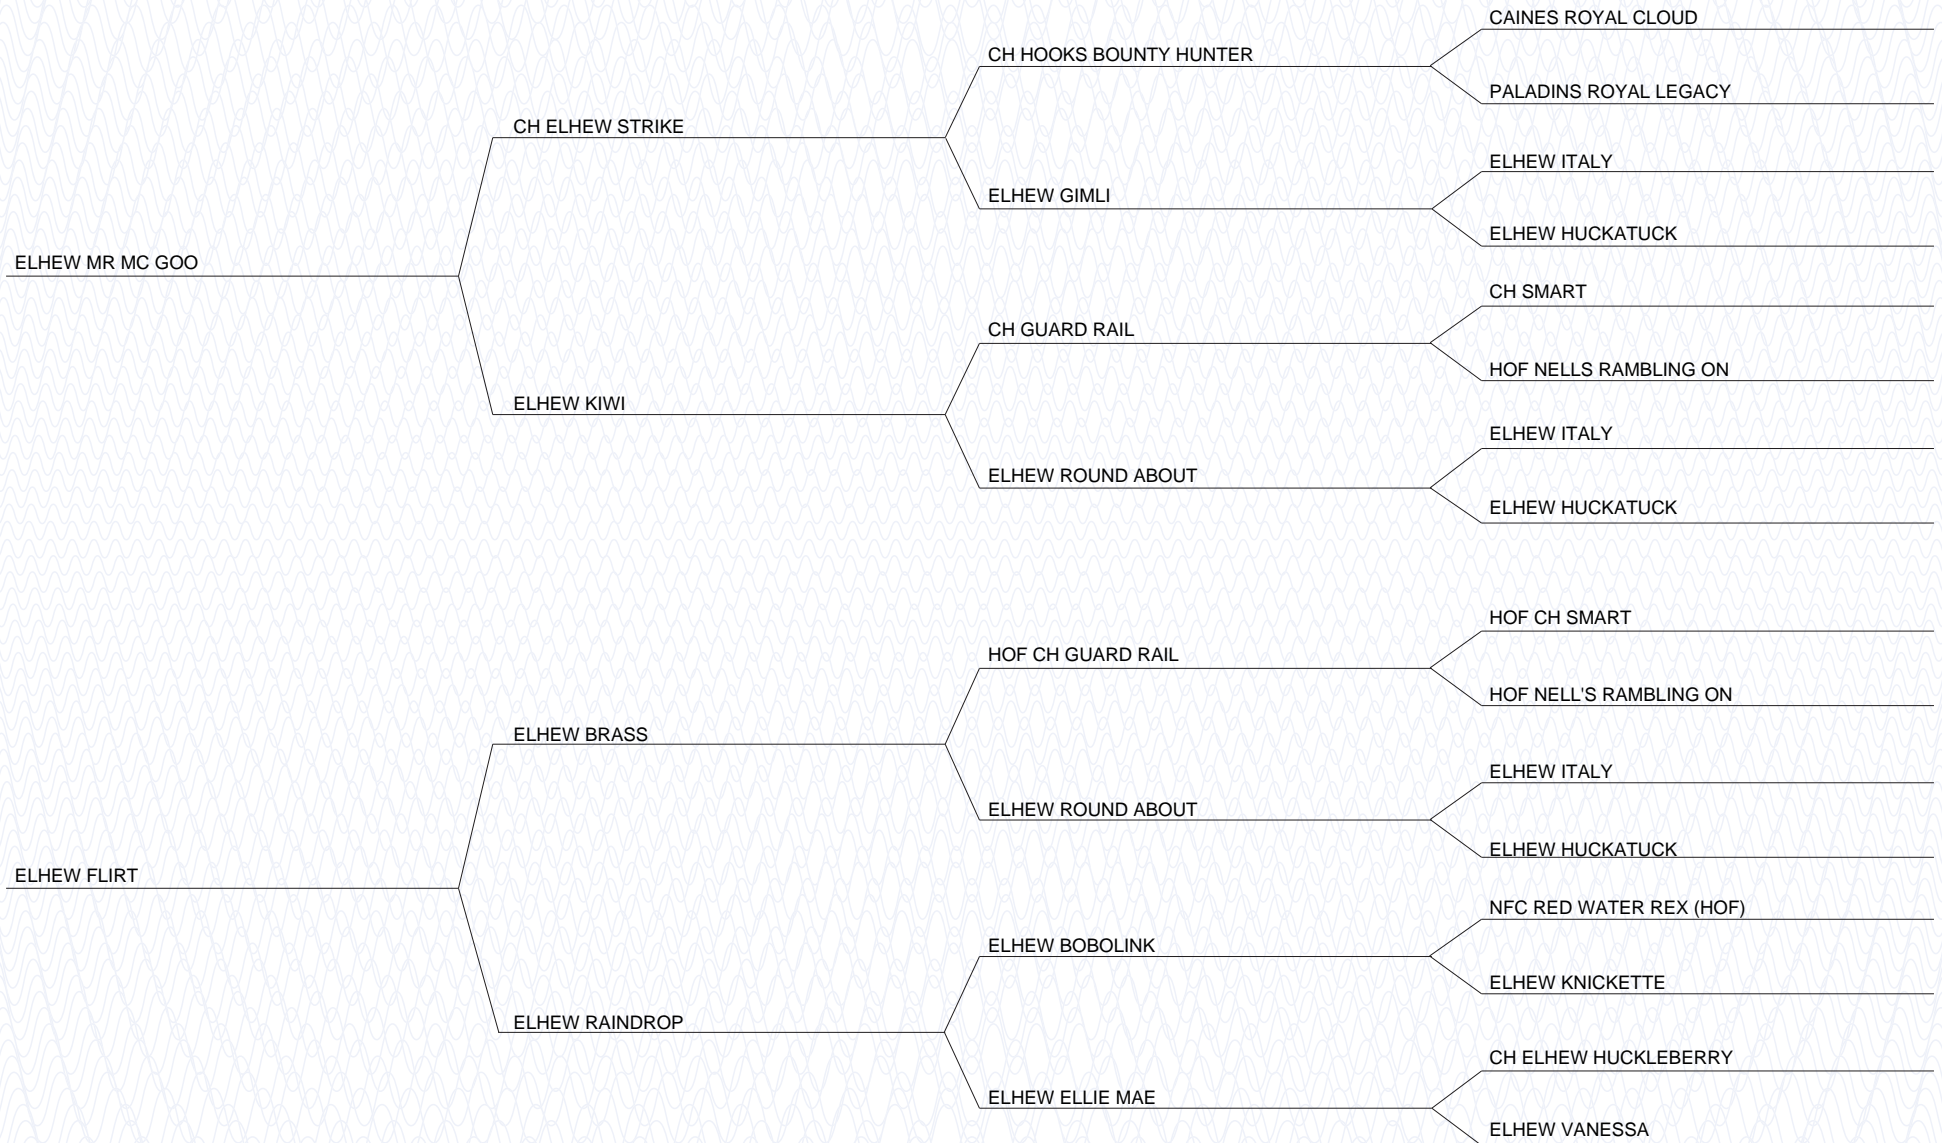 CAINES ROYAL CLOUD
CH HOOKS BOUNTY HUNTER
PALADINS ROYAL LEGACY
CH ELHEW STRIKE
ELHEW ITALY
ELHEW GIMLI
ELHEW HUCKATUCK
ELHEW MR MC GOO
CH SMART
CH GUARD RAIL
HOF NELLS RAMBLING ON
ELHEW KIWI
ELHEW ITALY
ELHEW ROUND ABOUT
ELHEW HUCKATUCK
HOF CH SMART
HOF CH GUARD RAIL
HOF NELL'S RAMBLING ON
ELHEW BRASS
ELHEW ITALY
ELHEW ROUND ABOUT
ELHEW HUCKATUCK
ELHEW FLIRT
NFC RED WATER REX (HOF)
ELHEW BOBOLINK
ELHEW KNICKETTE
ELHEW RAINDROP
CH ELHEW HUCKLEBERRY
ELHEW ELLIE MAE
ELHEW VANESSA